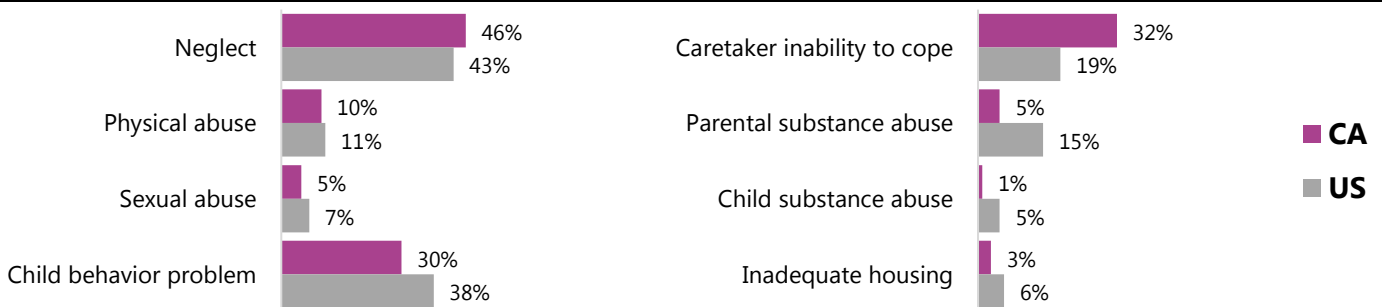 Neglect
46%
43%
Physical abuse
10%
11%
Sexual abuse
5%
7%
Child behavior problem
30%
38%
Caretaker inability to cope
32%
19%
Parental substance abuse
5%
15%
Child substance abuse
1%
5%
Inadequate housing
3%
6%
CA
US